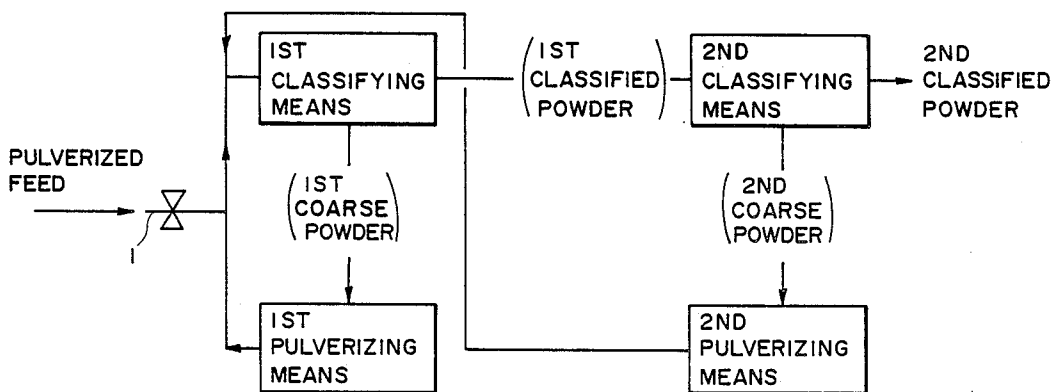 PULVERIZED
FEED
1
1ST
CLASSIFYING
MEANS
1ST
CLASSIFIED
POWDER
2ND
CLASSIFYING
MEANS
2ND
CLASSIFIED
POWDER
1ST
COARSE
POWDER
2ND
COARSE
POWDER
1ST
PULVERIZING
MEANS
2ND
PULVERIZING
MEANS